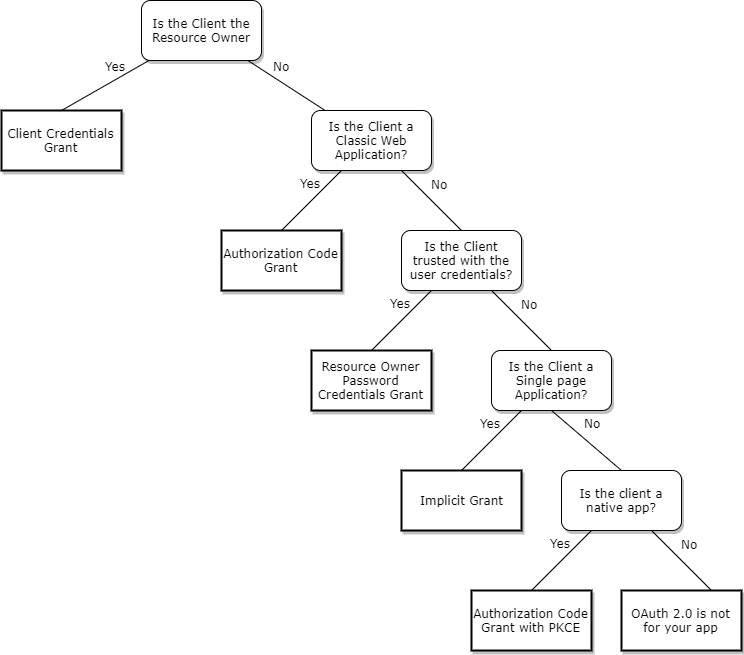 Is the Client the
Resource Owner
Yes
No
Client Credentials
Grant
Is the Client a
Classic Web
Application?
Yes
No
Authorization Code
Grant
Is the Client
trusted with the
user credentials?
Yes
No
Resource Owner
Password
Credentials Grant
Is the Client a
Single page
Application?
Yes
No
Implicit Grant
Is the client a
native app?
Yes
No
Authorization Code
Grant with PKCE
OAuth 2.0 is not
for your app